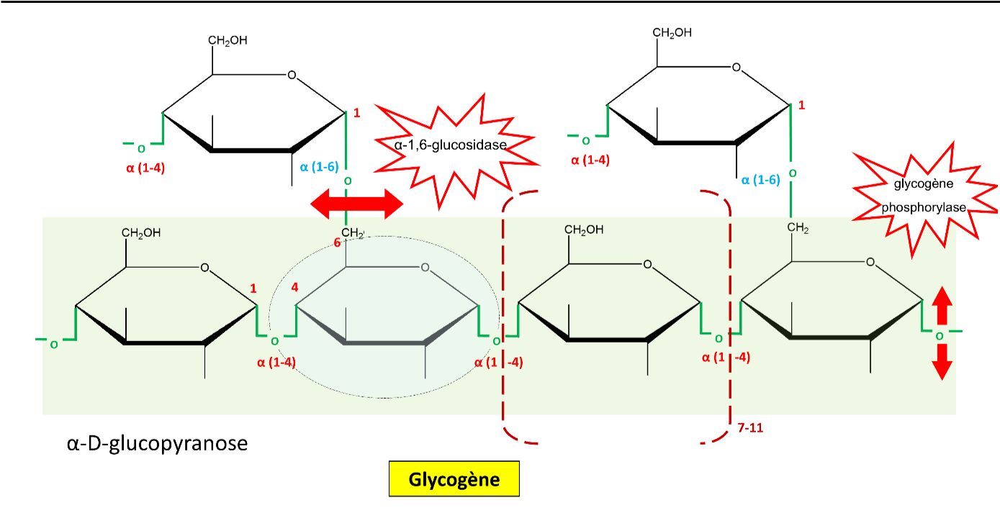 CH2OH
CH2OH
O
O
1
1
α-1,6-glucosidase
O
α (1-4)
O
α (1-4)
α (1-6)
O
α (1-6)
O
glycogène
phosphorylase
CH2OH
CH2
6
CH2OH
CH2
O
O
O
O
1
4
O
O
O
O
O
α (1-4)
α (1 -4)
α (1 -4)
7-11
α-D-glucopyranose
Glycogène